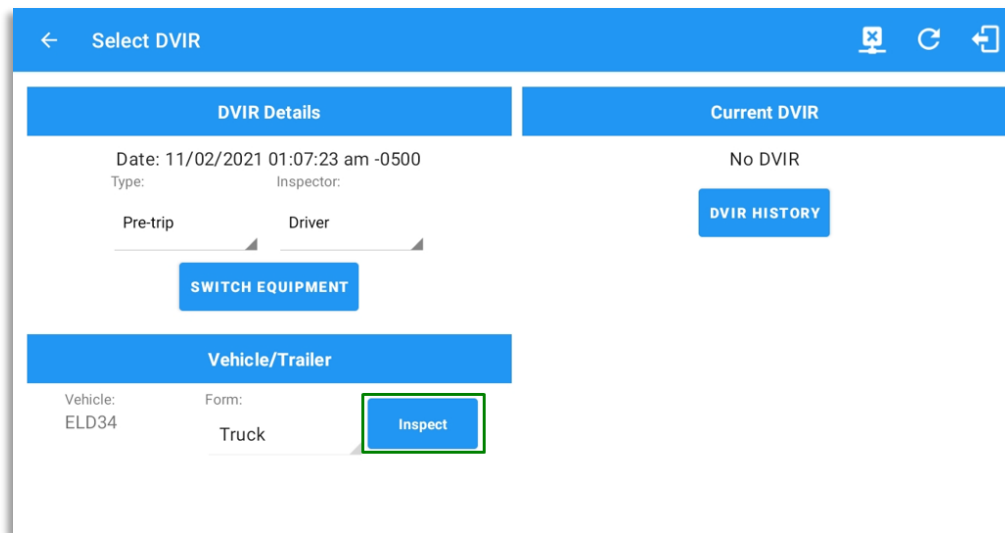 Select DVIR
DVIR Details
Date: 11/02/2021 01:07:23 am -0500
Type: Inspector:
Pre-trip Driver
SWITCH EQUIPMENT
Vehicle/Trailer
Vehicle: Form:
ELD34 Truck Inspect
Current DVIR
No DVIR
DVIR HISTORY